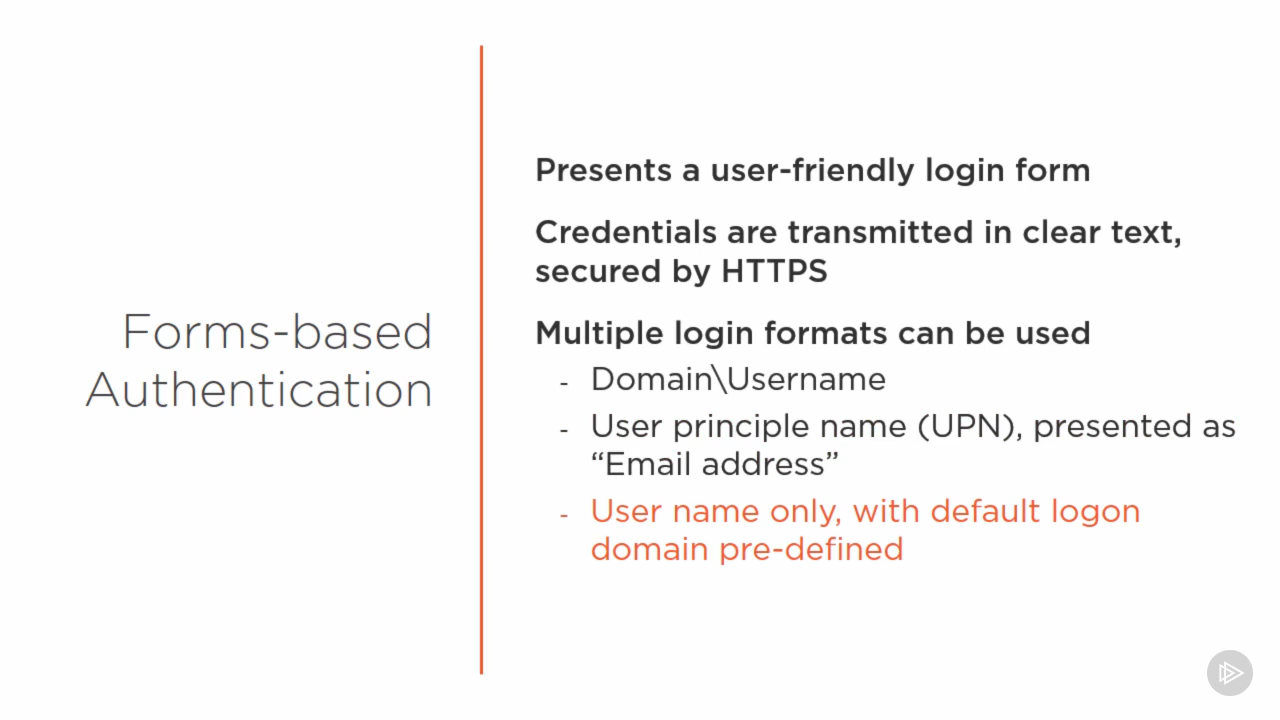 Forms-based
Authentication
Presents a user-friendly login form
Credentials are transmitted in clear text,
secured by HTTPS
Multiple login formats can be used
- Domain\Username
- User principle name (UPN), presented as
“Email address”
- User name only, with default logon
domain pre-defined